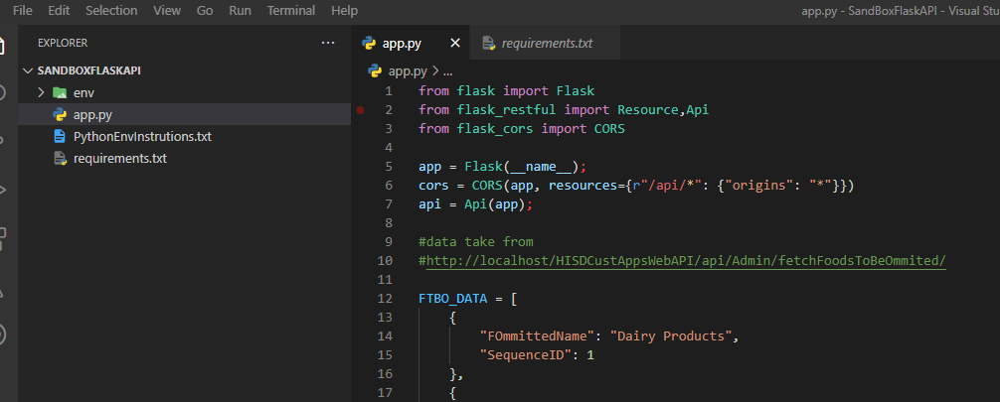 File Edit Selection View Go Run Terminal Help app.py - SandBoxFlaskAPI - Visual Stu
EXPLORER ...
SANDBOXFLASKAPI
env
app.py
PythonEnvInstrutions.txt
requirements.txt
app.py requirements.txt
app.py > ...
1 from flask import Flask
2 from flask_restful import Resource,Api
3 from flask_cors import CORS
4
5 app = Flask(__name__);
6 cors = CORS(app, resources={r"/api/*": {"origins": "*"}})
7 api = Api(app);
8
9 #data take from
10 #http://localhost/HISDCustAppsWebAPI/api/Admin/fetchFoodsToBeOmmited/
11
12 FTBO_DATA = [
13 {
14 "FOmmittedName": "Dairy Products",
15 "SequenceID": 1
16 },
17 {